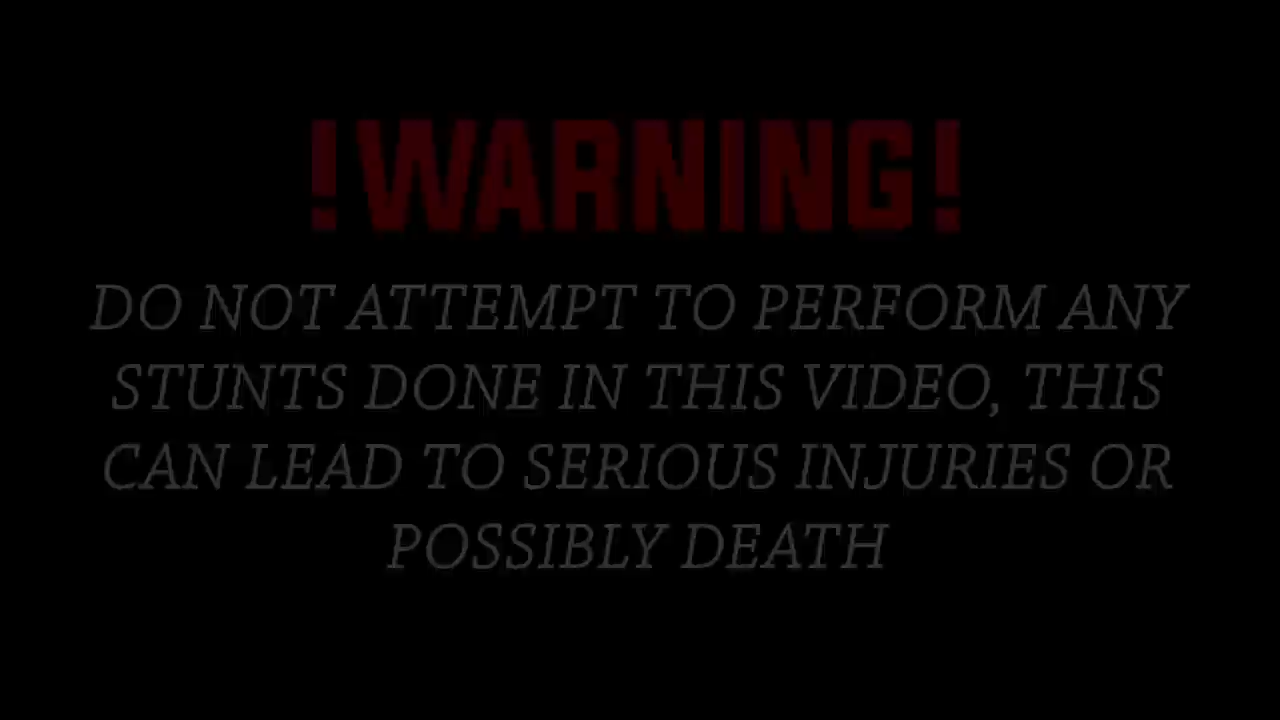 !WARNING!
DO NOT ATTEMPT TO PERFORM ANY
STUNTS DONE IN THIS VIDEO, THIS
CAN LEAD TO SERIOUS INJURIES OR
POSSIBLY DEATH